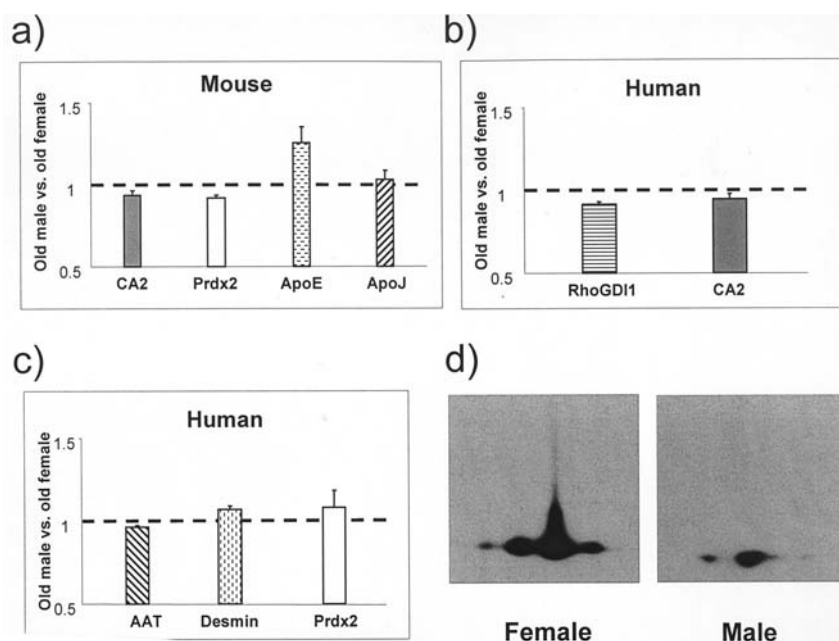 a)
Mouse
Old male vs. old female
1.5
1
0.5
CA2 Prdx2 ApoE ApoJ
b)
Human
Old male vs. old female
1.5
1
0.5
RhoGDI1 CA2
c)
Human
Old male vs. old female
1.5
1
0.5
AAT Desmin Prdx2
d)
Female Male